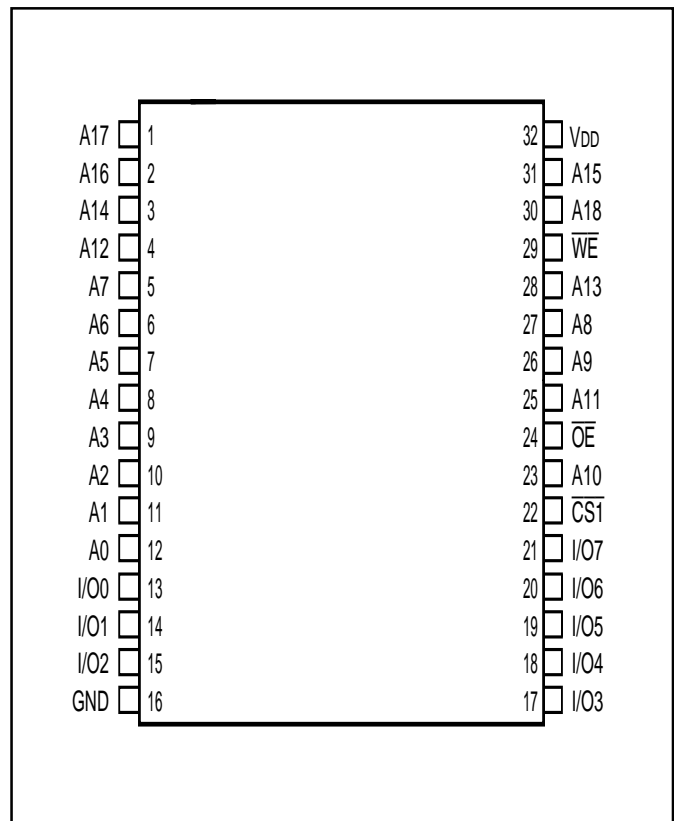 A17 1 32 VDD
A16 2 31 A15
A14 3 30 A18
A12 4 29 W̅E̅
A7 5 28 A13
A6 6 27 A8
A5 7 26 A9
A4 8 25 A11
A3 9 24 O̅E̅
A2 10 23 A10
A1 11 22 C̅S̅1̅
A0 12 21 I/O7
I/O0 13 20 I/O6
I/O1 14 19 I/O5
I/O2 15 18 I/O4
GND 16 17 I/O3